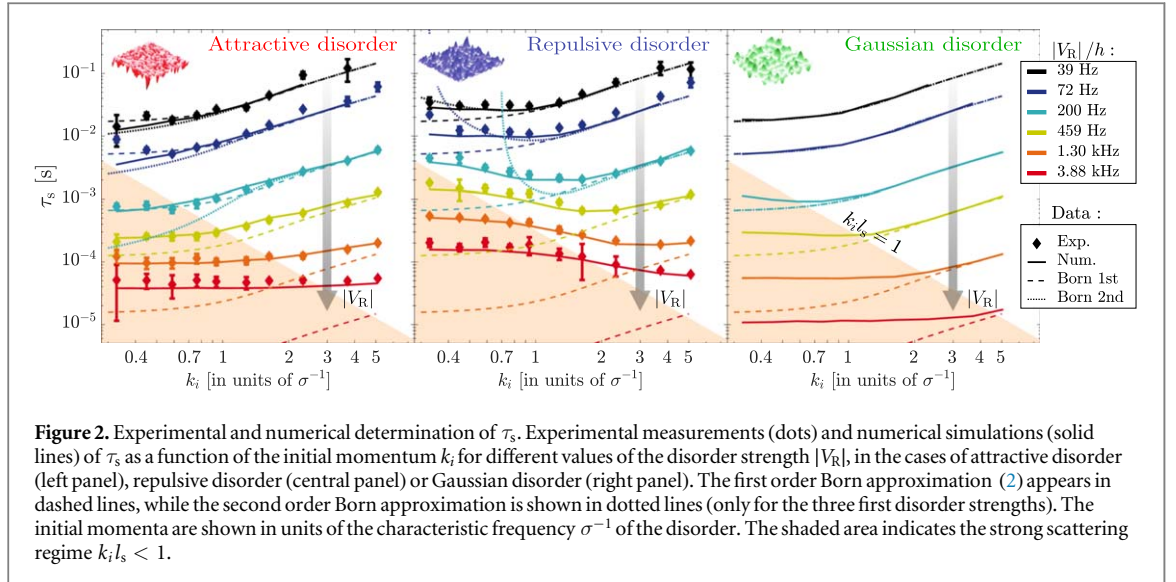 Attractive disorder
Repulsive disorder
Gaussian disorder
|V_R| /h :
39 Hz
72 Hz
200 Hz
459 Hz
1.30 kHz
3.88 kHz
Data :
Exp.
Num.
Born 1st
Born 2nd
τ_s [s]
10^{-1}
10^{-2}
10^{-3}
10^{-4}
10^{-5}
|V_R|
|V_R|
k_i l_s = 1
|V_R|
0.4 0.7 1 2 3 4 5
0.4 0.7 1 2 3 4 5
0.4 0.7 1 2 3 4 5
k_i [in units of σ^{-1}]
k_i [in units of σ^{-1}]
k_i [in units of σ^{-1}]
Figure 2. Experimental and numerical determination of τ_s. Experimental measurements (dots) and numerical simulations (solid
lines) of τ_s as a function of the initial momentum k_i for different values of the disorder strength |V_R|, in the cases of attractive disorder
(left panel), repulsive disorder (central panel) or Gaussian disorder (right panel). The first order Born approximation (2) appears in
dashed lines, while the second order Born approximation is shown in dotted lines (only for the three first disorder strengths). The
initial momenta are shown in units of the characteristic frequency σ^{-1} of the disorder. The shaded area indicates the strong scattering
regime k_i l_s < 1.